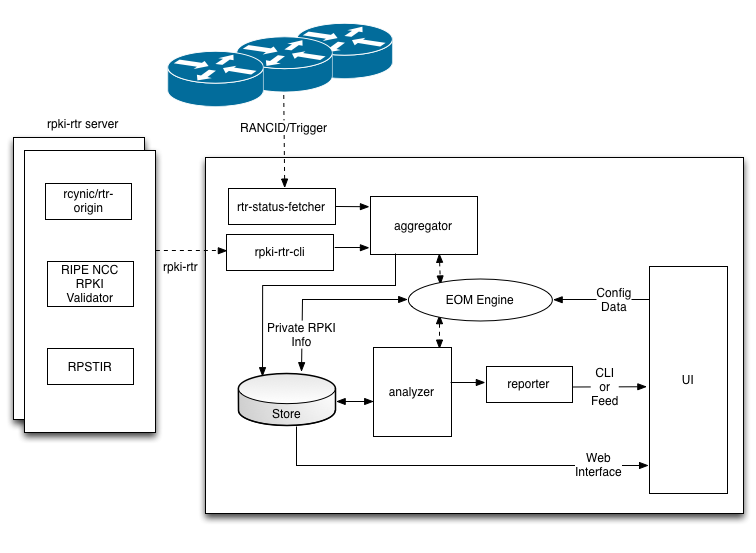 RANCID/Trigger
rpki-rtr server
rcynic/rtr-
origin
RIPE NCC
RPKI
Validator
RPSTIR
rpki-rtr
rtr-status-fetcher
rpki-rtr-cli
aggregator
EOM Engine
Config
Data
Private RPKI
Info
Store
analyzer
reporter
CLI
or
Feed
UI
Web
Interface